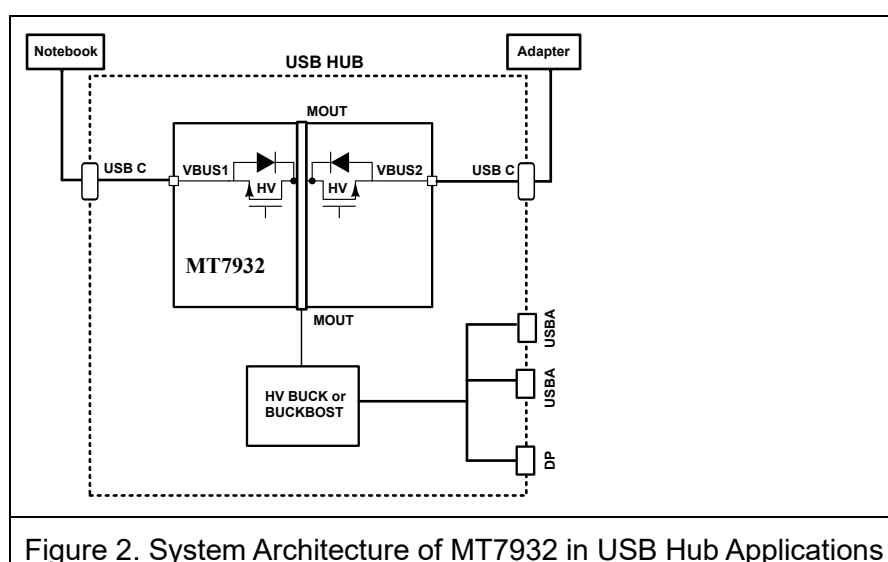 Notebook
Adapter
USB HUB
MOUT
USB C
VBUS1
HV
HV
VBUS2
USB C
MT7932
MOUT
USBA
USBA
DP
HV BUCK or
BUCKBOST
Figure 2. System Architecture of MT7932 in USB Hub Applications